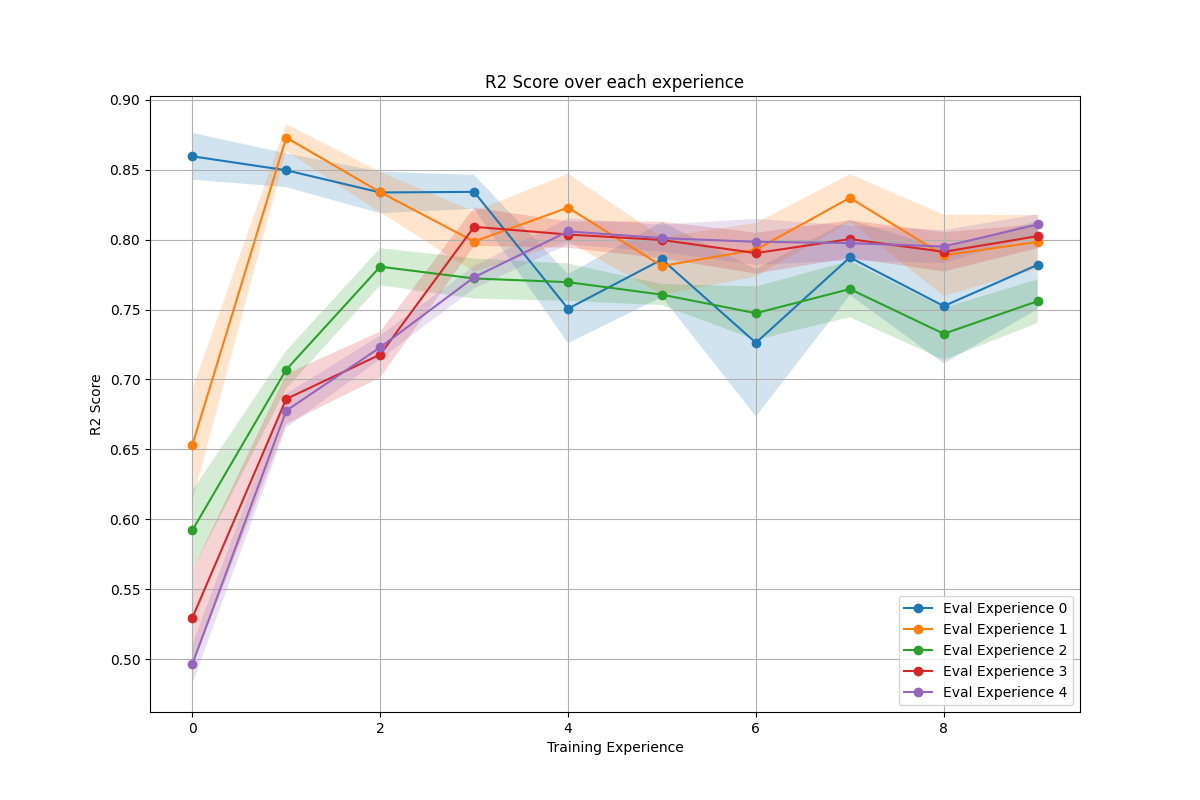 R2 Score over each experience
0.90
0.85
0.80
0.75
0.70
0.65
0.60
0.55
0.50
R2 Score
0 2 4 6 8
Training Experience
Eval Experience 0
Eval Experience 1
Eval Experience 2
Eval Experience 3
Eval Experience 4